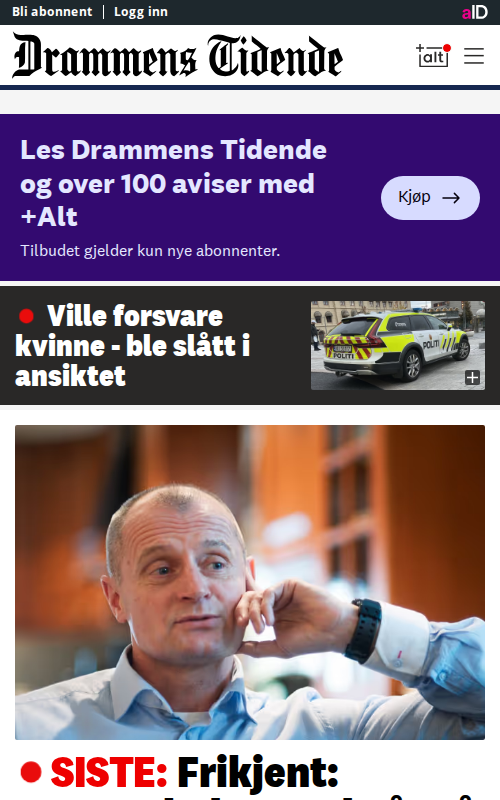 Bli abonnent | Logg inn
aID
Drammens Tidende
+alt
Les Drammens Tidende
og over 100 aviser med
+Alt
Kjøp
Tilbudet gjelder kun nye abonnenter.
Ville forsvare
kvinne - ble slått i
ansiktet
POLITI
POLITI
SISTE: Frikjent: